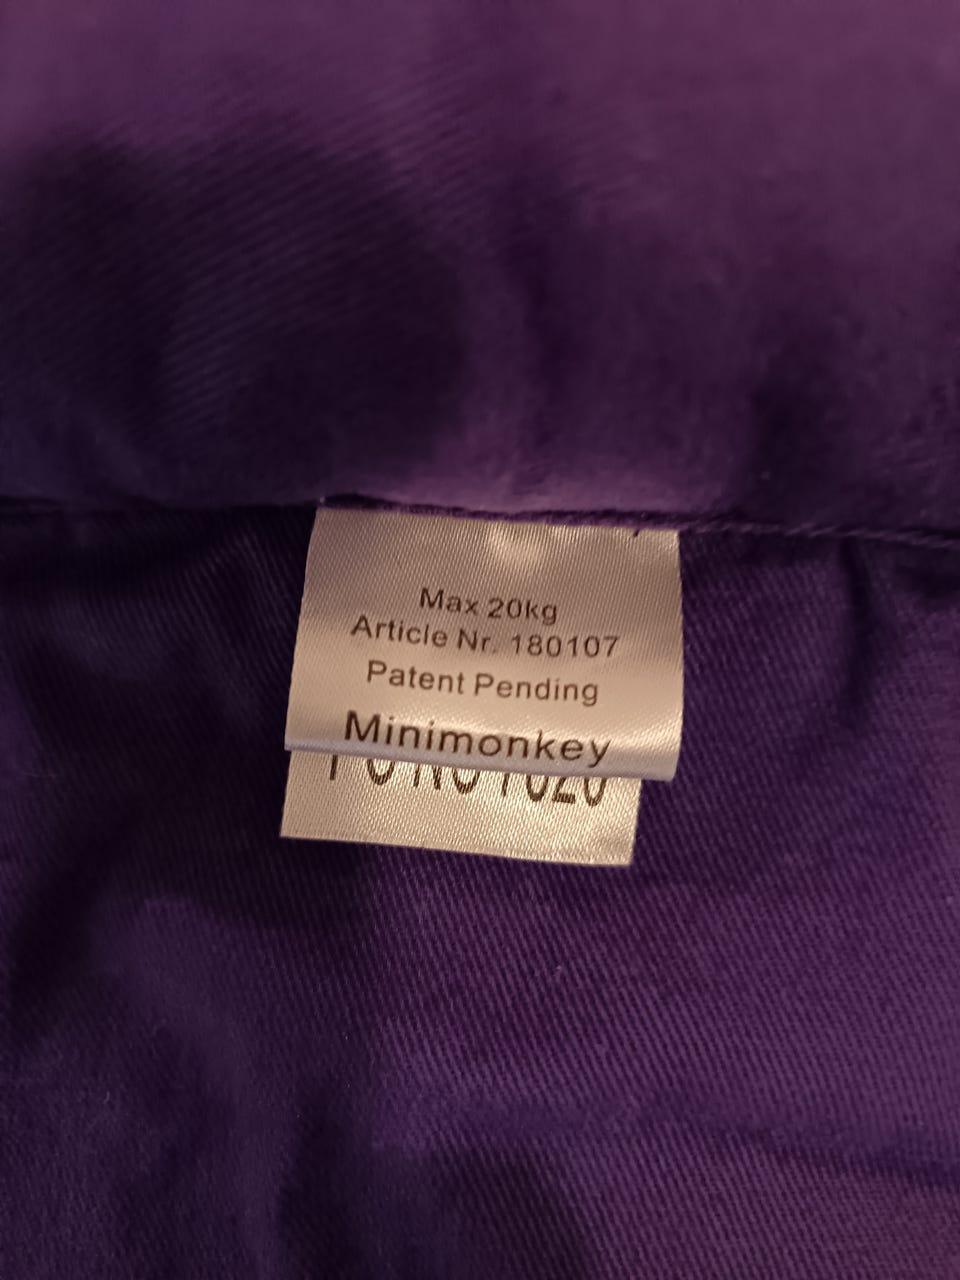 Max 20kg
Article Nr. 180107
Patent Pending
Minimonkey